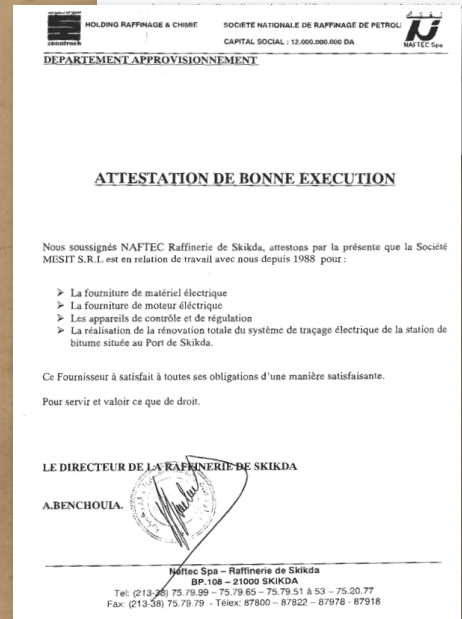 HOLDING RAFFINAGE & CHIMIE
SOCIETE NATIONALE DE RAFFINAGE DE PETROL
CAPITAL SOCIAL : 12.000.000.000 DA
sonatrach
NAFTEC Spa
DEPARTEMENT APPROVISIONNEMENT
ATTESTATION DE BONNE EXECUTION
Nous soussignés NAFTEC Raffinerie de Skikda, attestons par la présente que la Société
MESIT S.R.L est en relation de travail avec nous depuis 1988 pour :
➢ La fourniture de matériel électrique
➢ La fourniture de moteur éléctrique
➢ Les appareils de contrôle et de régulation
➢ La réalisation de la rénovation totale du système de traçage électrique de la station de
bitume située au Port de Skikda.
Ce Fournisseur à satisfait à toutes ses obligations d'une manière satisfaisante.
Pour servir et valoir ce que de droit.
LE DIRECTEUR DE LA RAFFINERIE DE SKIKDA
A.BENCHOUIA.
Naftec Spa – Raffinerie de Skikda
BP.108 – 21000 SKIKDA
Tel: (213-38) 75.79.99 – 75.79.65 – 75.79.51 à 53 – 75.20.77
Fax: (213-38) 75.79.79 - Télex: 87800 – 87822 – 87978 - 87918